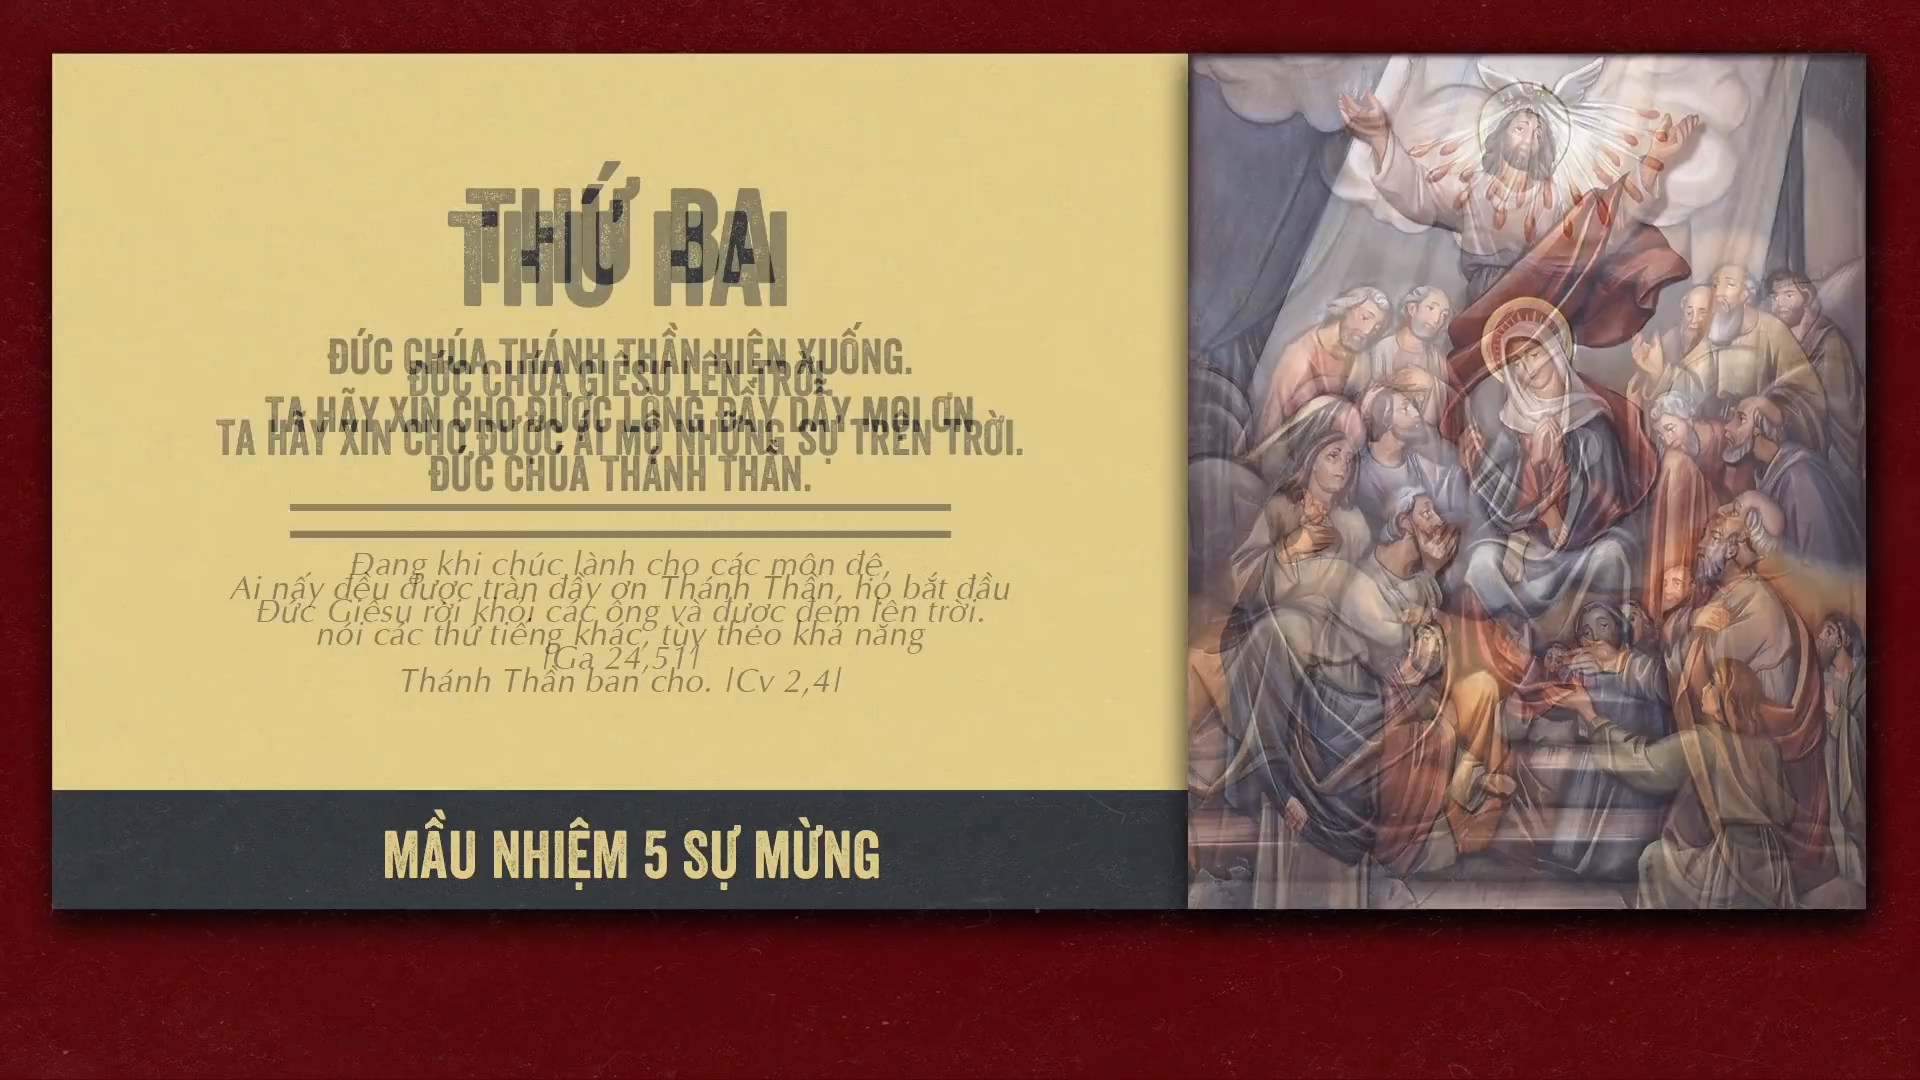 THỨ HAI
ĐỨC CHÚA GIÊSU LÊN TRỜI.
TA HÃY XIN CHO ĐƯỢC ÁI MỘ NHỮNG SỰ TRÊN TRỜI.
Đang khi chúc lành cho các môn đệ,
Đức Giêsu rời khỏi các ông và được đem lên trời.
|Ga 24,51|
THỨ BA
ĐỨC CHÚA THÁNH THẦN HIỆN XUỐNG.
TA HÃY XIN CHO ĐƯỢC LÒNG ĐẦY DẪY MỌI ƠN
ĐỨC CHÚA THÁNH THẦN.
Ai nấy đều được tràn đầy ơn Thánh Thần, họ bắt đầu
nói các thứ tiếng khác, tùy theo khả năng
Thánh Thần ban cho. |Cv 2,4|
MẦU NHIỆM 5 SỰ MỪNG